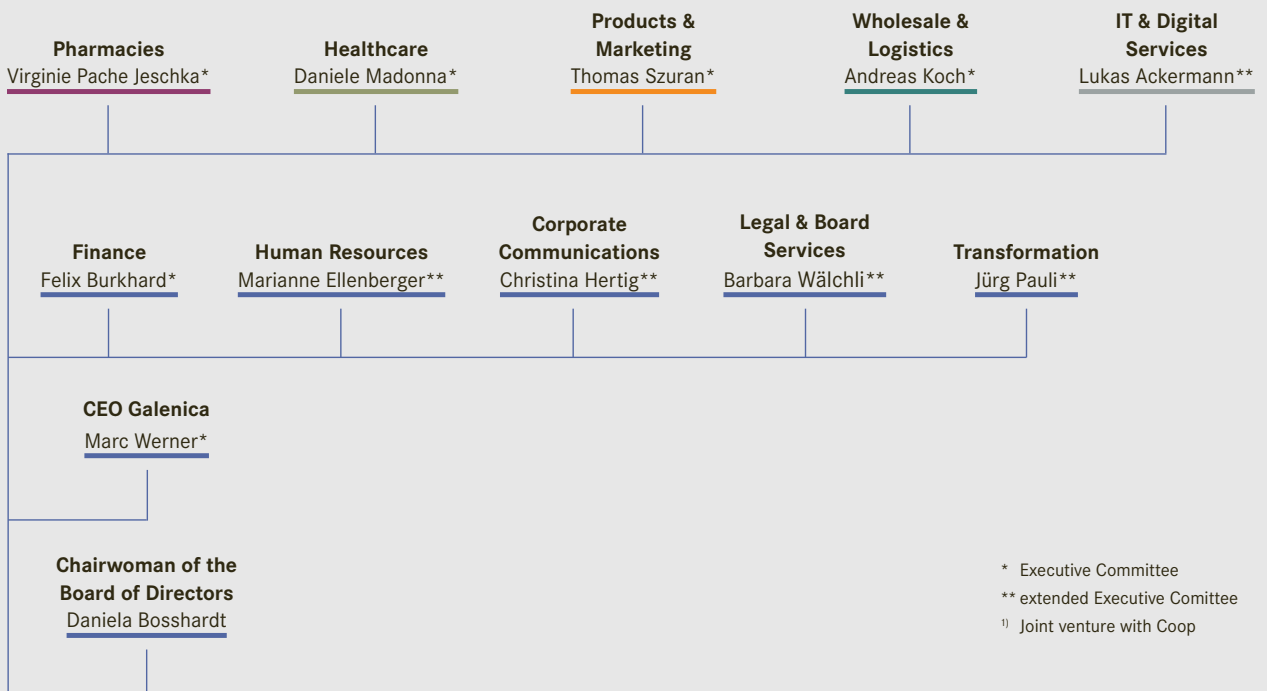 Pharmacies
Virginie Pache Jeschka*
Healthcare
Daniele Madonna*
Products &
Marketing
Thomas Szuran*
Wholesale &
Logistics
Andreas Koch*
IT & Digital
Services
Lukas Ackermann**
Finance
Felix Burkhard*
Human Resources
Marianne Ellenberger**
Corporate
Communications
Christina Hertig**
Legal & Board
Services
Barbara Wälchli**
Transformation
Jürg Pauli**
CEO Galenica
Marc Werner*
Chairwoman of the
Board of Directors
Daniela Bosshardt
* Executive Committee
** extended Executive Comittee
1) Joint venture with Coop